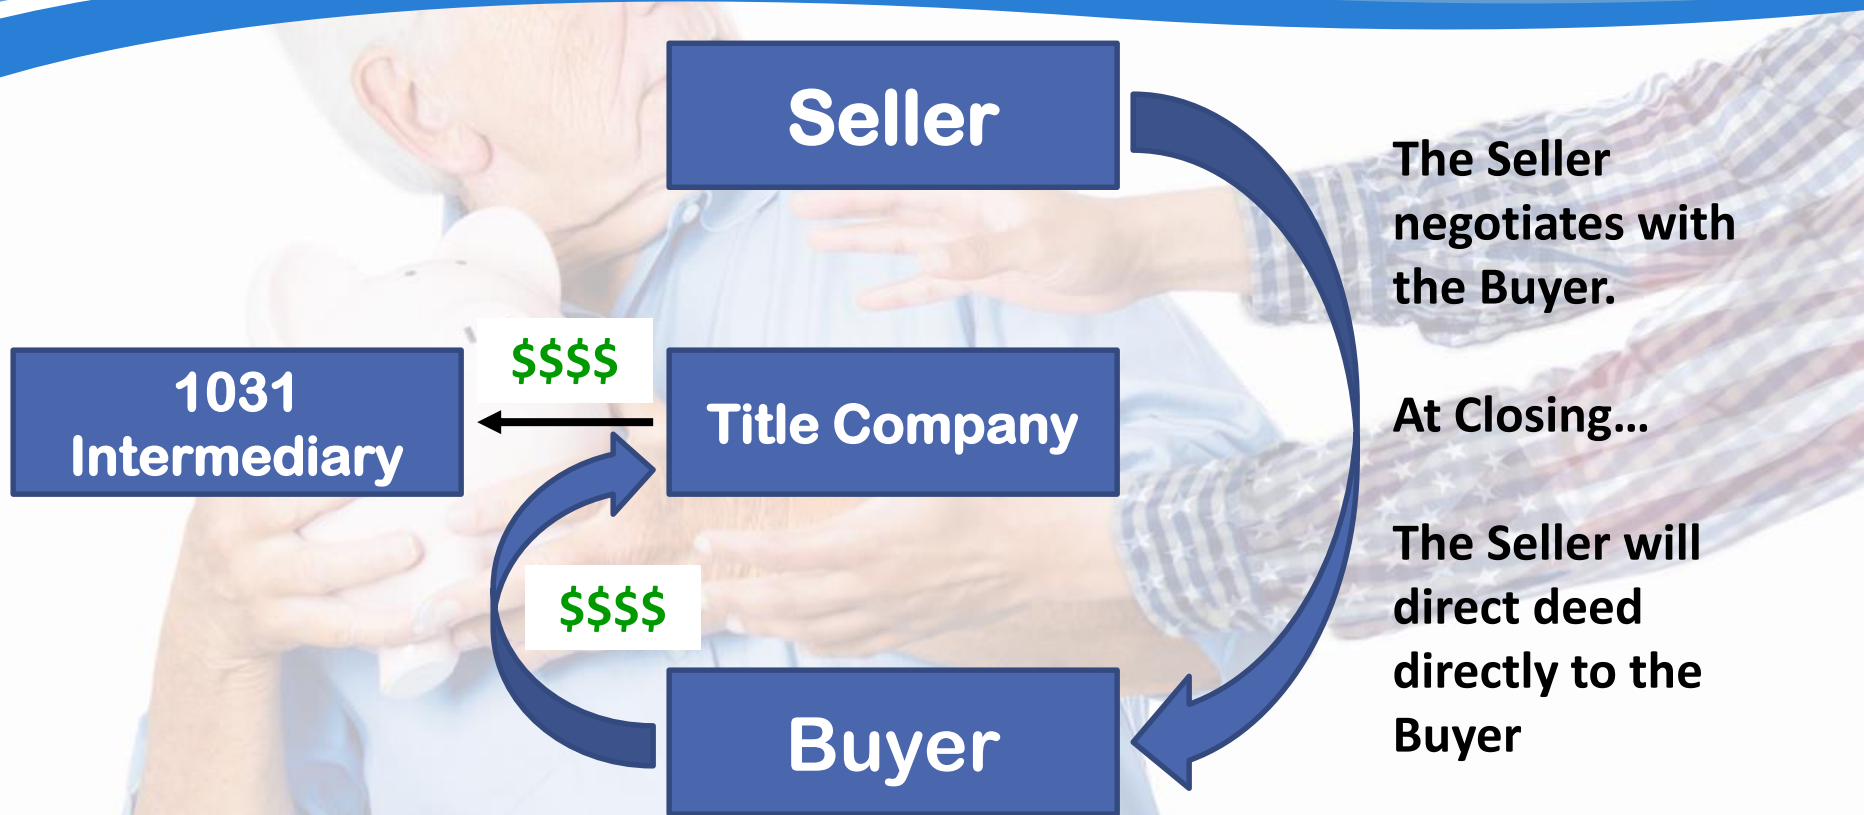 Seller
The Seller
negotiates with
the Buyer.
$$$$
1031
Intermediary
Title Company
At Closing...
The Seller will
direct deed
directly to the
Buyer
$$$$
Buyer